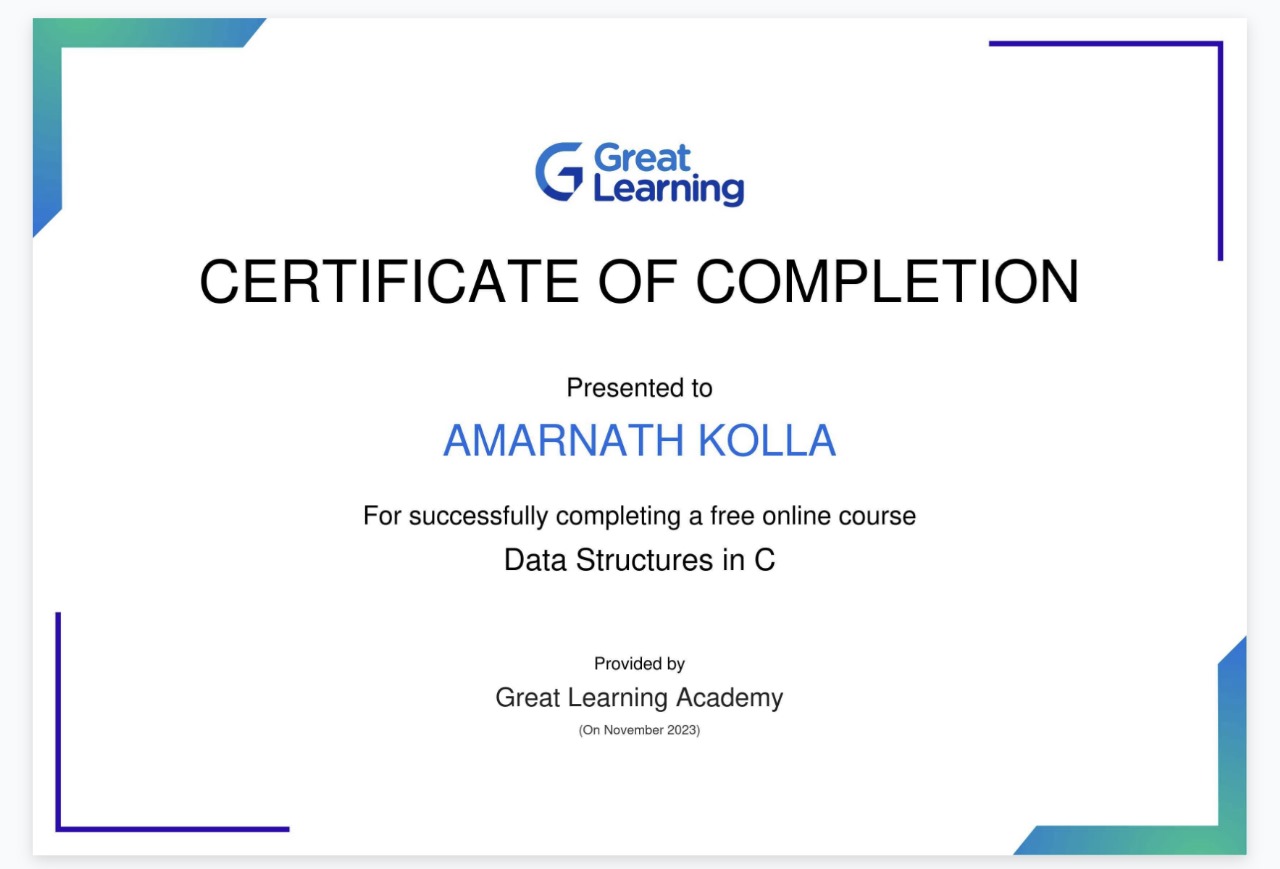 Great
Learning
CERTIFICATE OF COMPLETION
Presented to
AMARNATH KOLLA
For successfully completing a free online course
Data Structures in C
Provided by
Great Learning Academy
(On November 2023)